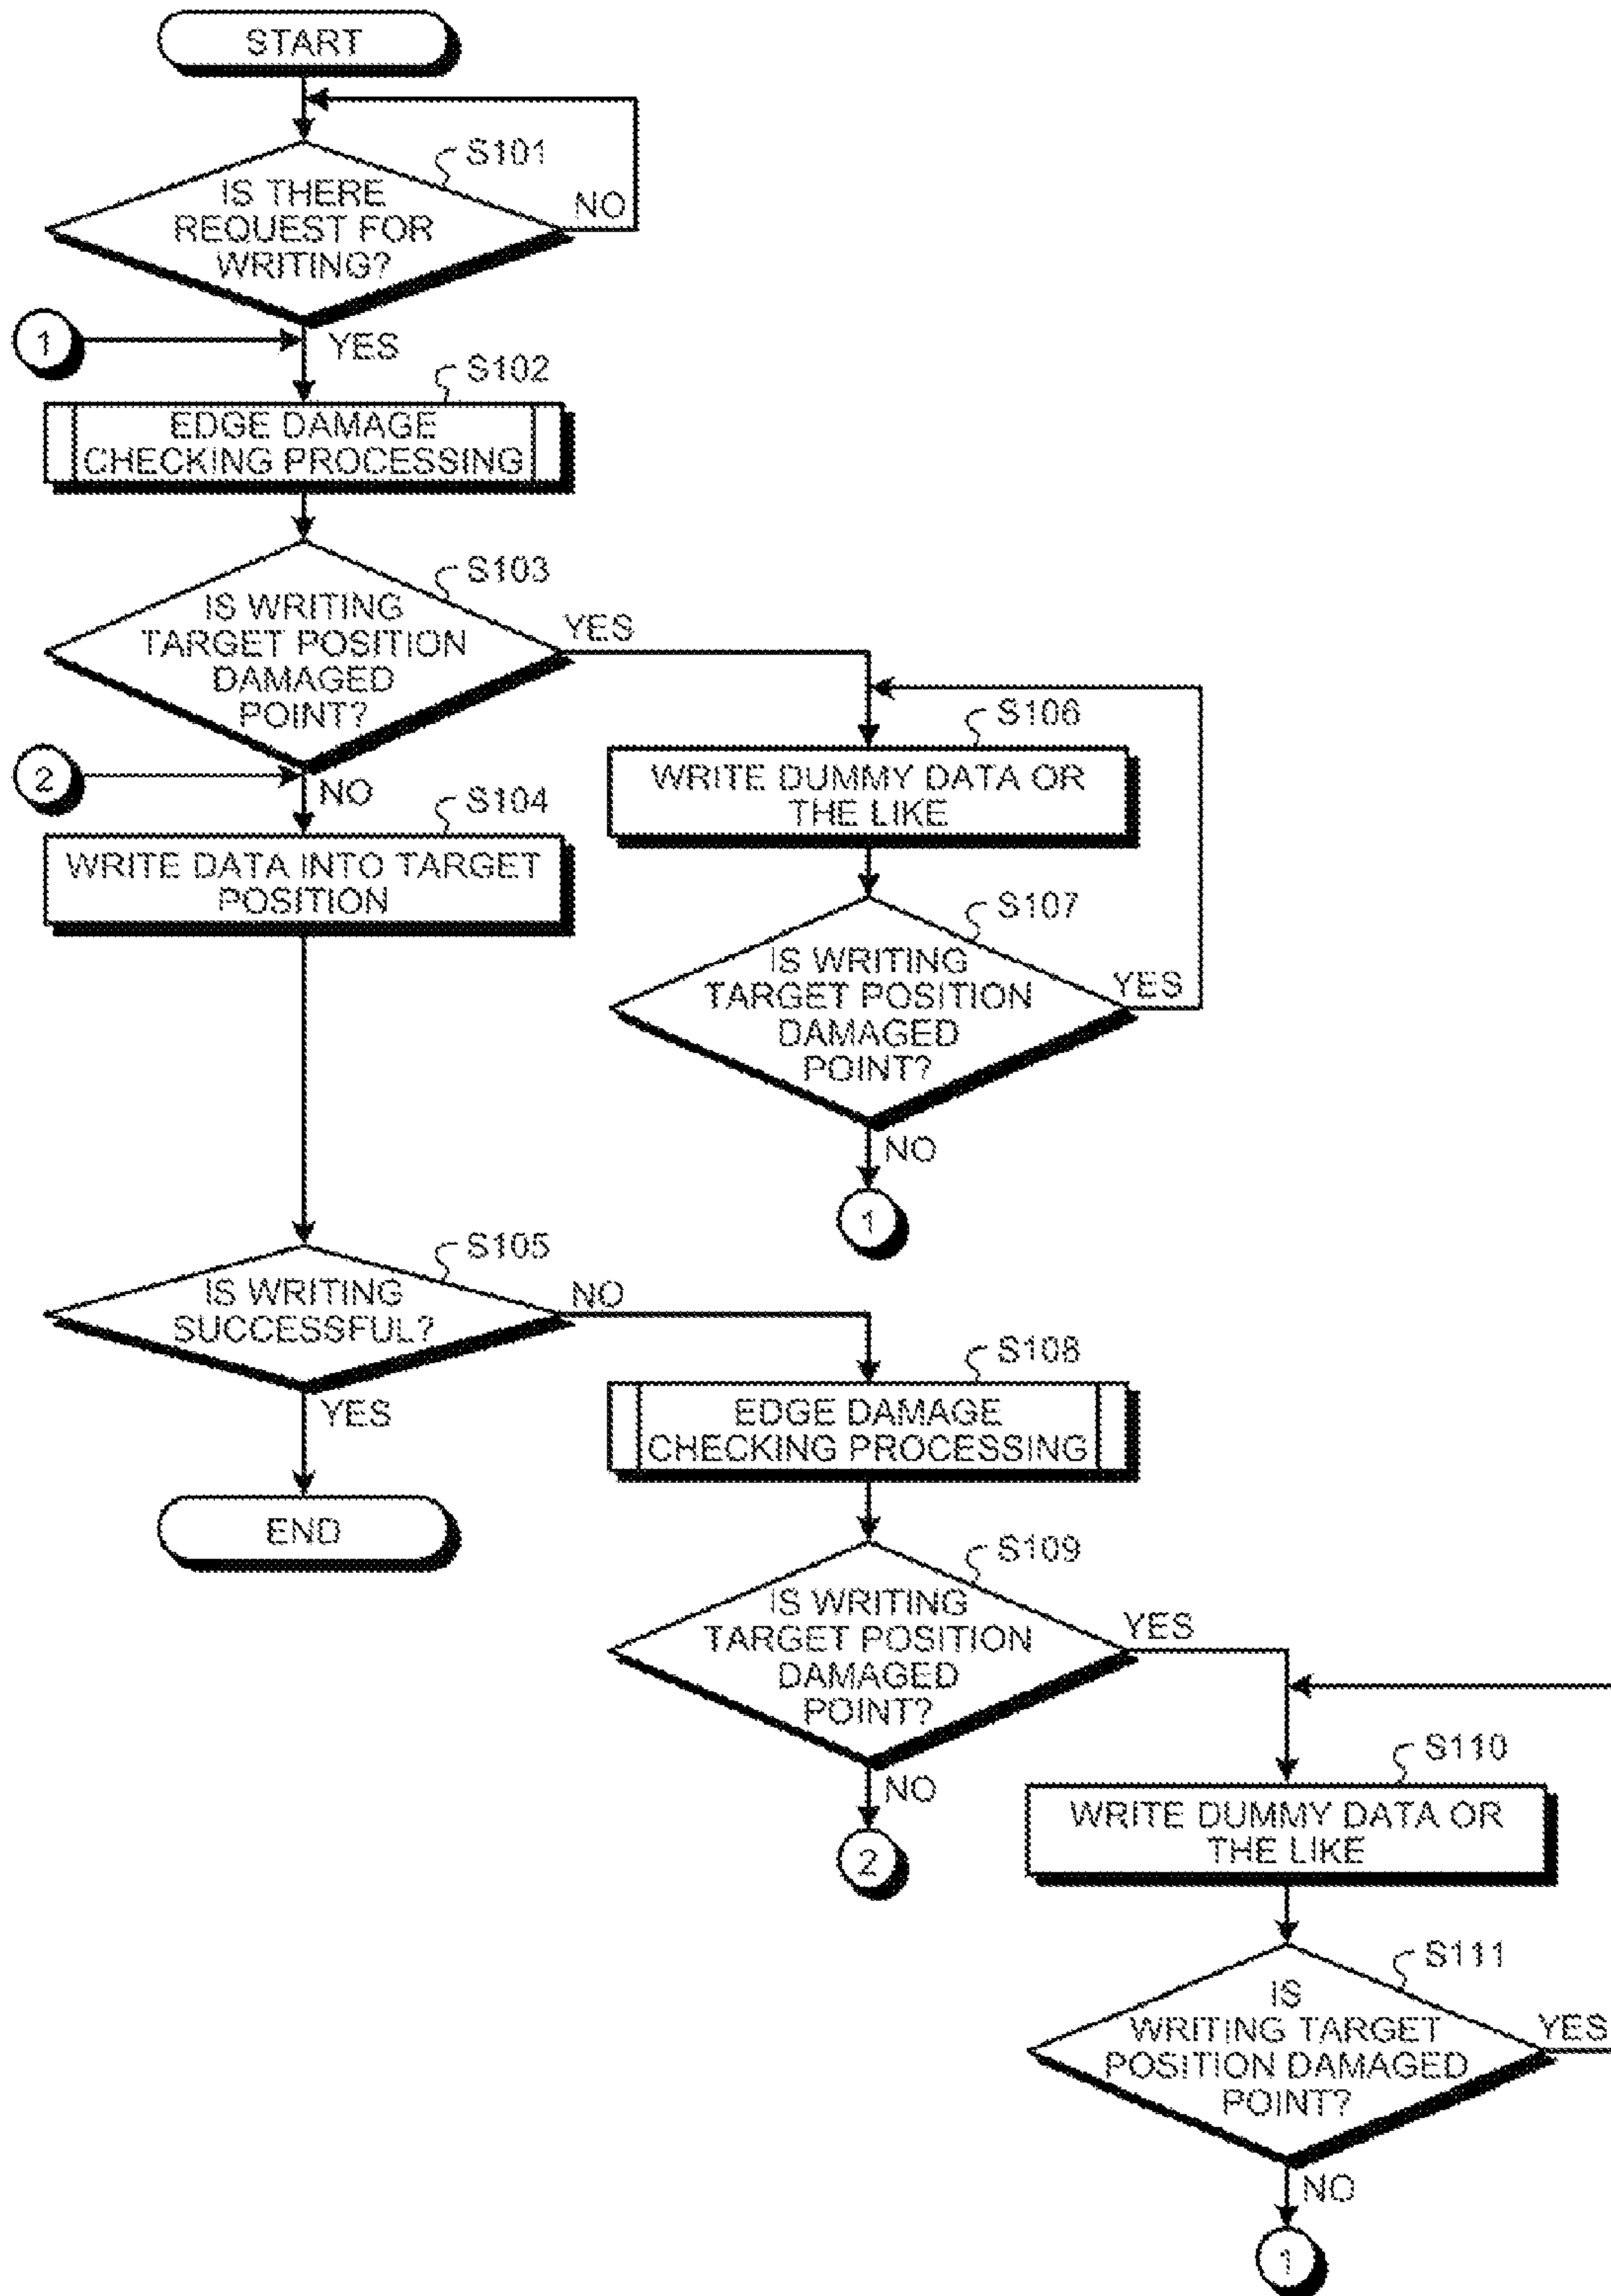 START
S101
IS THERE
REQUEST FOR
WRITING?
NO
1
YES
S102
EDGE DAMAGE
CHECKING PROCESSING
S103
IS WRITING
TARGET POSITION
DAMAGED
POINT?
YES
2
NO
S104
WRITE DATA INTO TARGET
POSITION
S106
WRITE DUMMY DATA OR
THE LIKE
S107
IS WRITING
TARGET POSITION
DAMAGED
POINT?
YES
NO
1
S105
IS WRITING
SUCCESSFUL?
NO
YES
END
S108
EDGE DAMAGE
CHECKING PROCESSING
S109
IS WRITING
TARGET POSITION
DAMAGED
POINT?
YES
NO
2
S110
WRITE DUMMY DATA OR
THE LIKE
S111
IS
WRITING TARGET
POSITION DAMAGED
POINT?
YES
NO
1